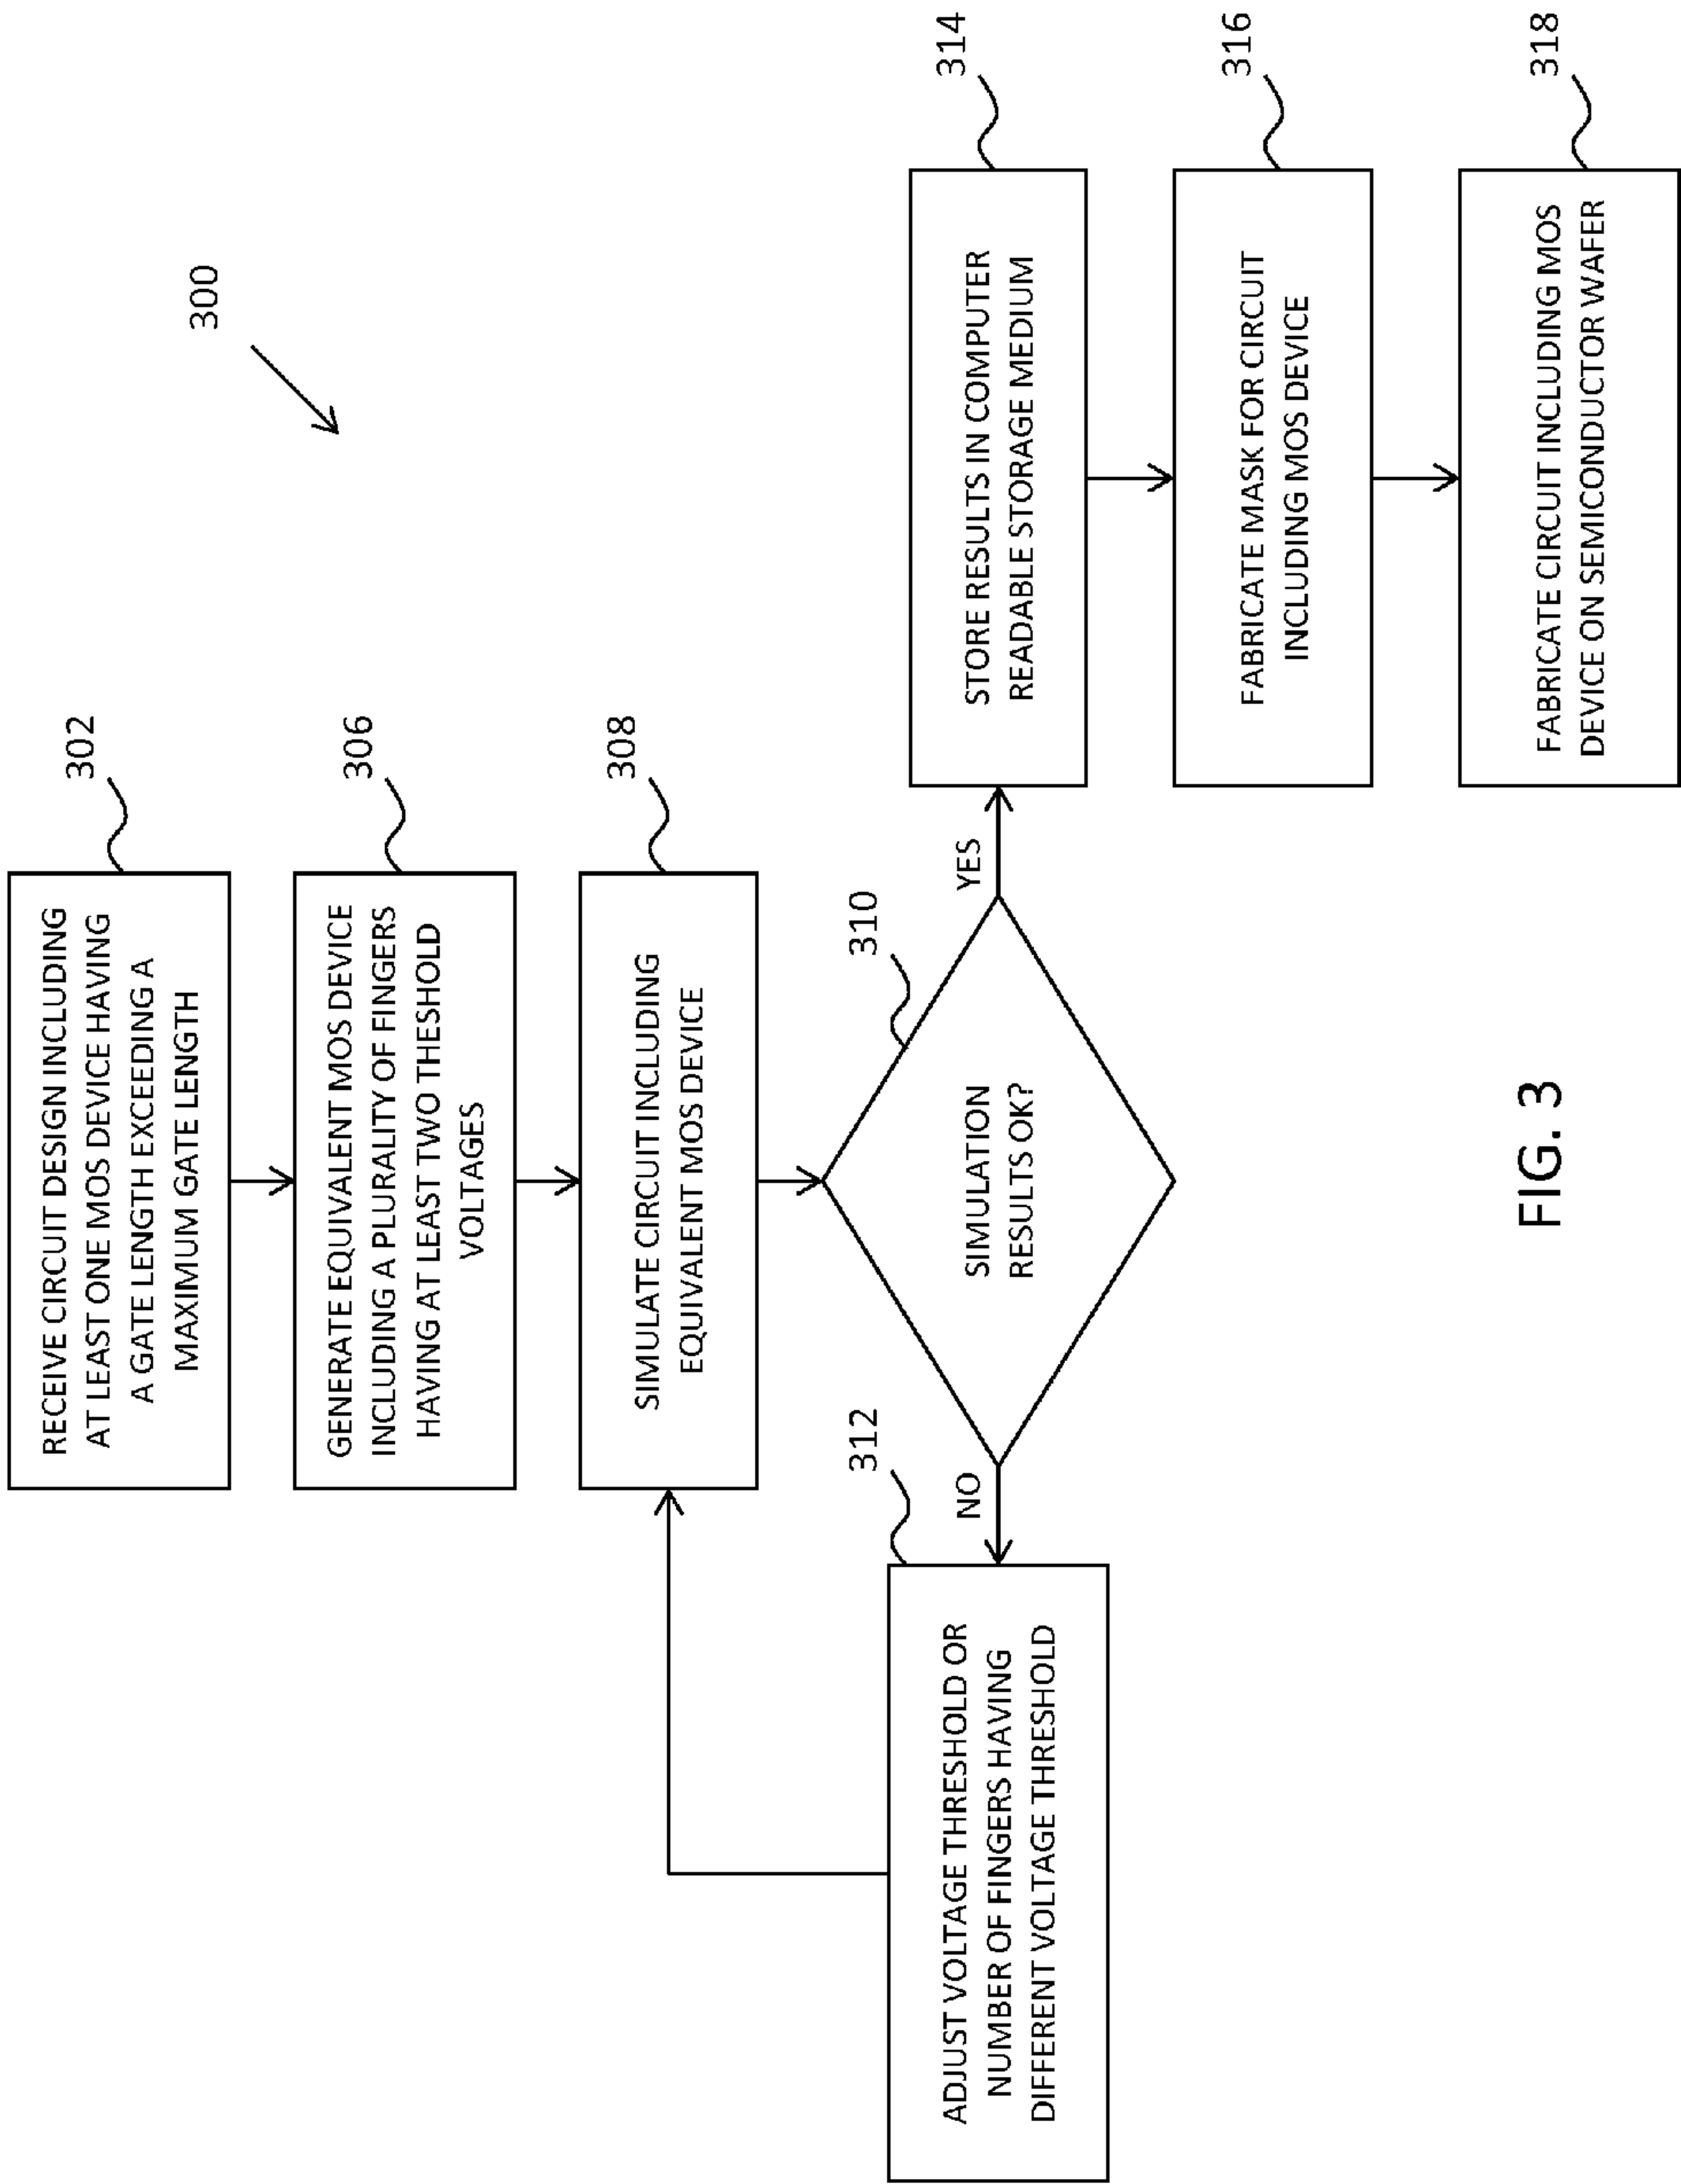 300
302
RECEIVE CIRCUIT DESIGN INCLUDING
AT LEAST ONE MOS DEVICE HAVING
A GATE LENGTH EXCEEDING A
MAXIMUM GATE LENGTH
306
GENERATE EQUIVALENT MOS DEVICE
INCLUDING A PLURALITY OF FINGERS
HAVING AT LEAST TWO THESHOLD
VOLTAGES
308
SIMULATE CIRCUIT INCLUDING
EQUIVALENT MOS DEVICE
310
SIMULATION
RESULTS OK?
NO
YES
312
ADJUST VOLTAGE THRESHOLD OR
NUMBER OF FINGERS HAVING
DIFFERENT VOLTAGE THRESHOLD
314
STORE RESULTS IN COMPUTER
READABLE STORAGE MEDIUM
316
FABRICATE MASK FOR CIRCUIT
INCLUDING MOS DEVICE
318
FABRICATE CIRCUIT INCLUDING MOS
DEVICE ON SEMICONDUCTOR WAFER
FIG. 3